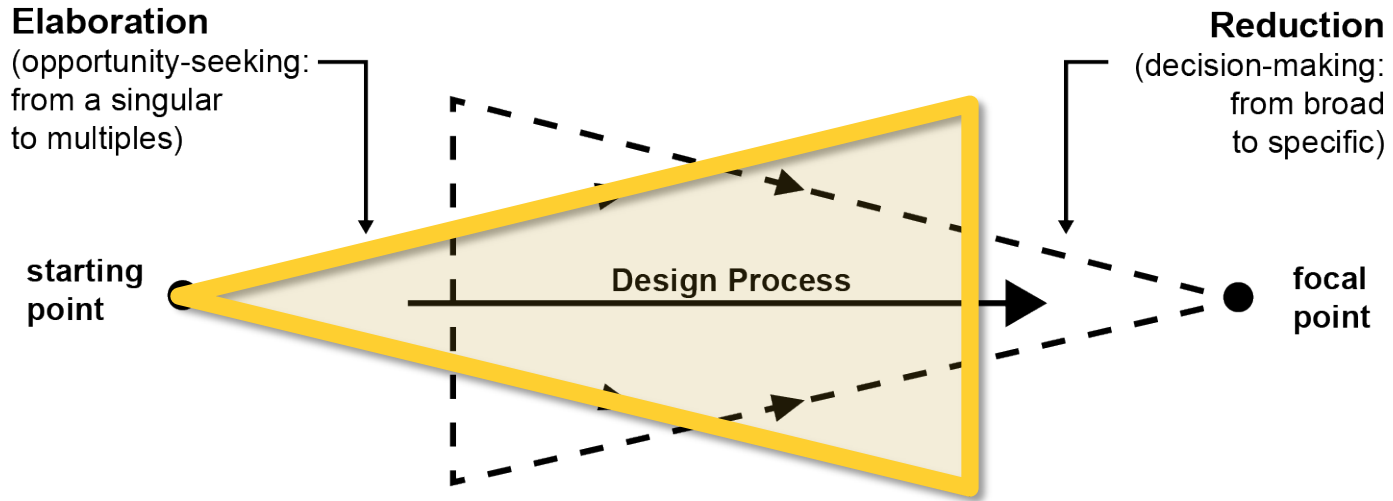 Elaboration
(opportunity-seeking:
from a singular
to multiples)
Reduction
(decision-making:
from broad
to specific)
starting
point
Design Process
focal
point